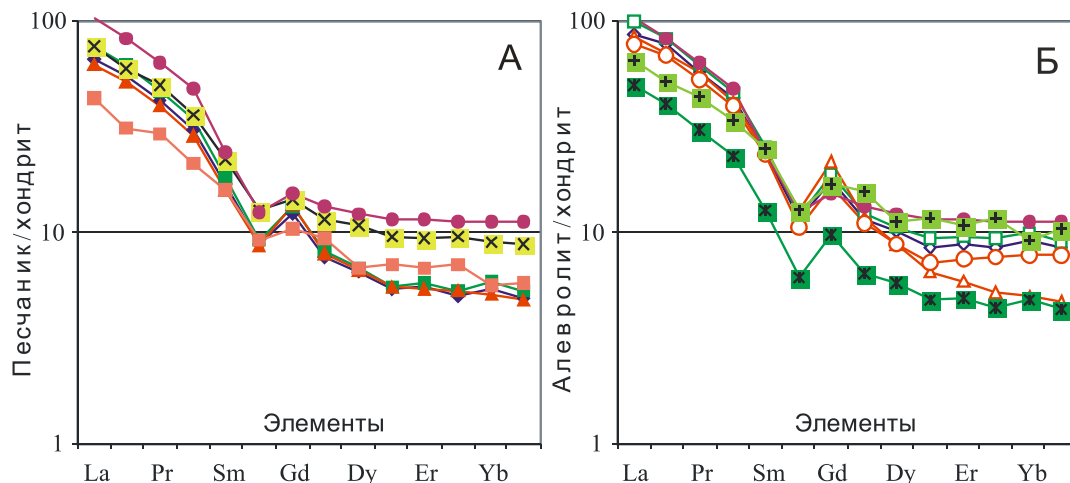 100
10
1
Песчаник/хондрит
А
Элементы
La Pr Sm Gd Dy Er Yb
100
10
1
Алевролит/хондрит
Б
Элементы
La Pr Sm Gd Dy Er Yb